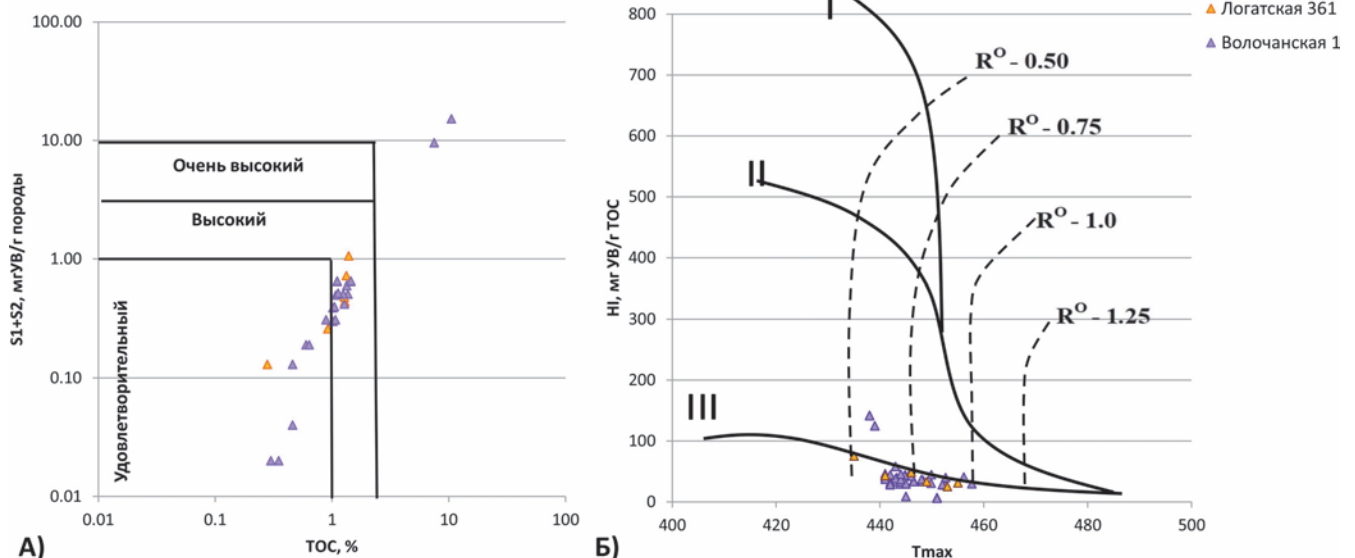 100.00
10.00
1.00
0.10
0.01
S1+S2, мгУВ/г породы
Очень высокий
Высокий
Удовлетворительный
0.01
0.1
1
10
100
TOC, %
А)
800
700
600
500
400
300
200
100
0
HI, мг УВ/г TOC
I
II
III
R^O - 0.50
R^O - 0.75
R^O - 1.0
R^O - 1.25
400
420
440
460
480
500
Tmax
Б)
Логатская 361
Волочанская 1